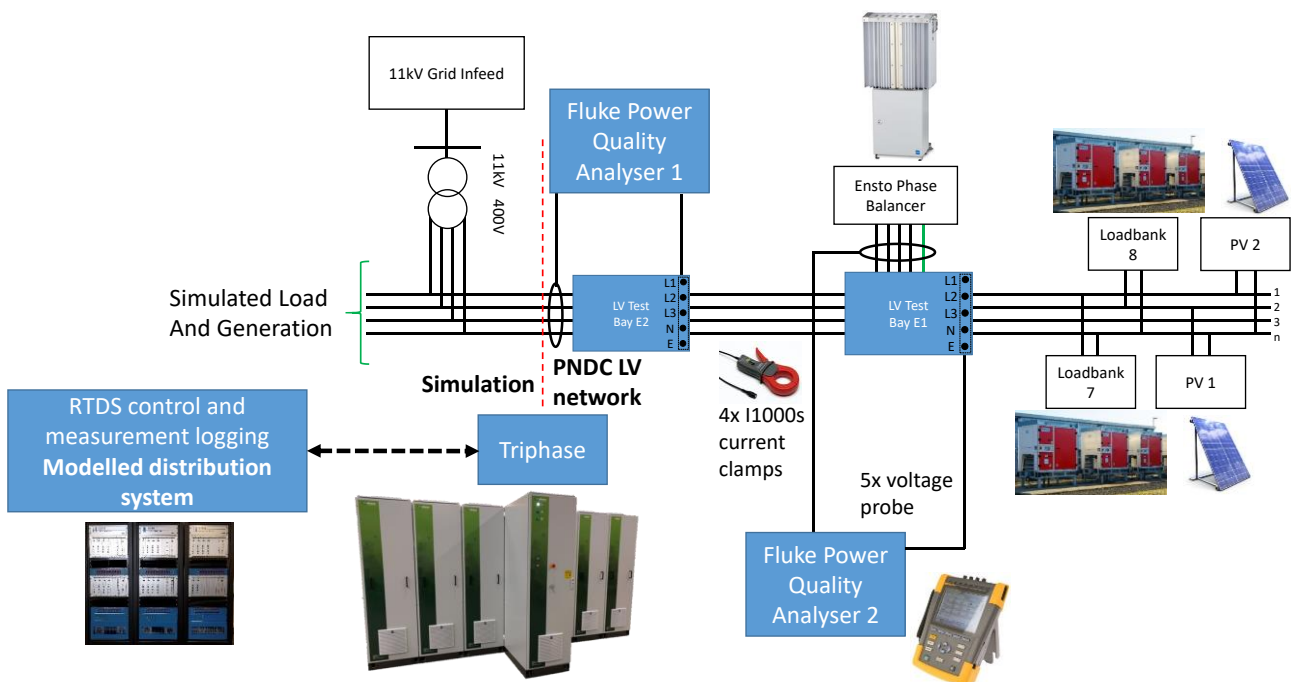 11kV Grid Infeed
11kV 400V
Fluke Power
Quality
Analyser 1
Ensto Phase
Balancer
Loadbank
8
PV 2
Simulated Load
And Generation
LV Test
Bay E2
L1
L2
L3
N
E
LV Test
Bay E1
L1
L2
L3
N
E
1
2
3
n
Simulation
PNDC LV
network
Loadbank
7
PV 1
RTDS control and
measurement logging
Modelled distribution
system
Triphase
4x I1000s
current
clamps
5x voltage
probe
Fluke Power
Quality
Analyser 2